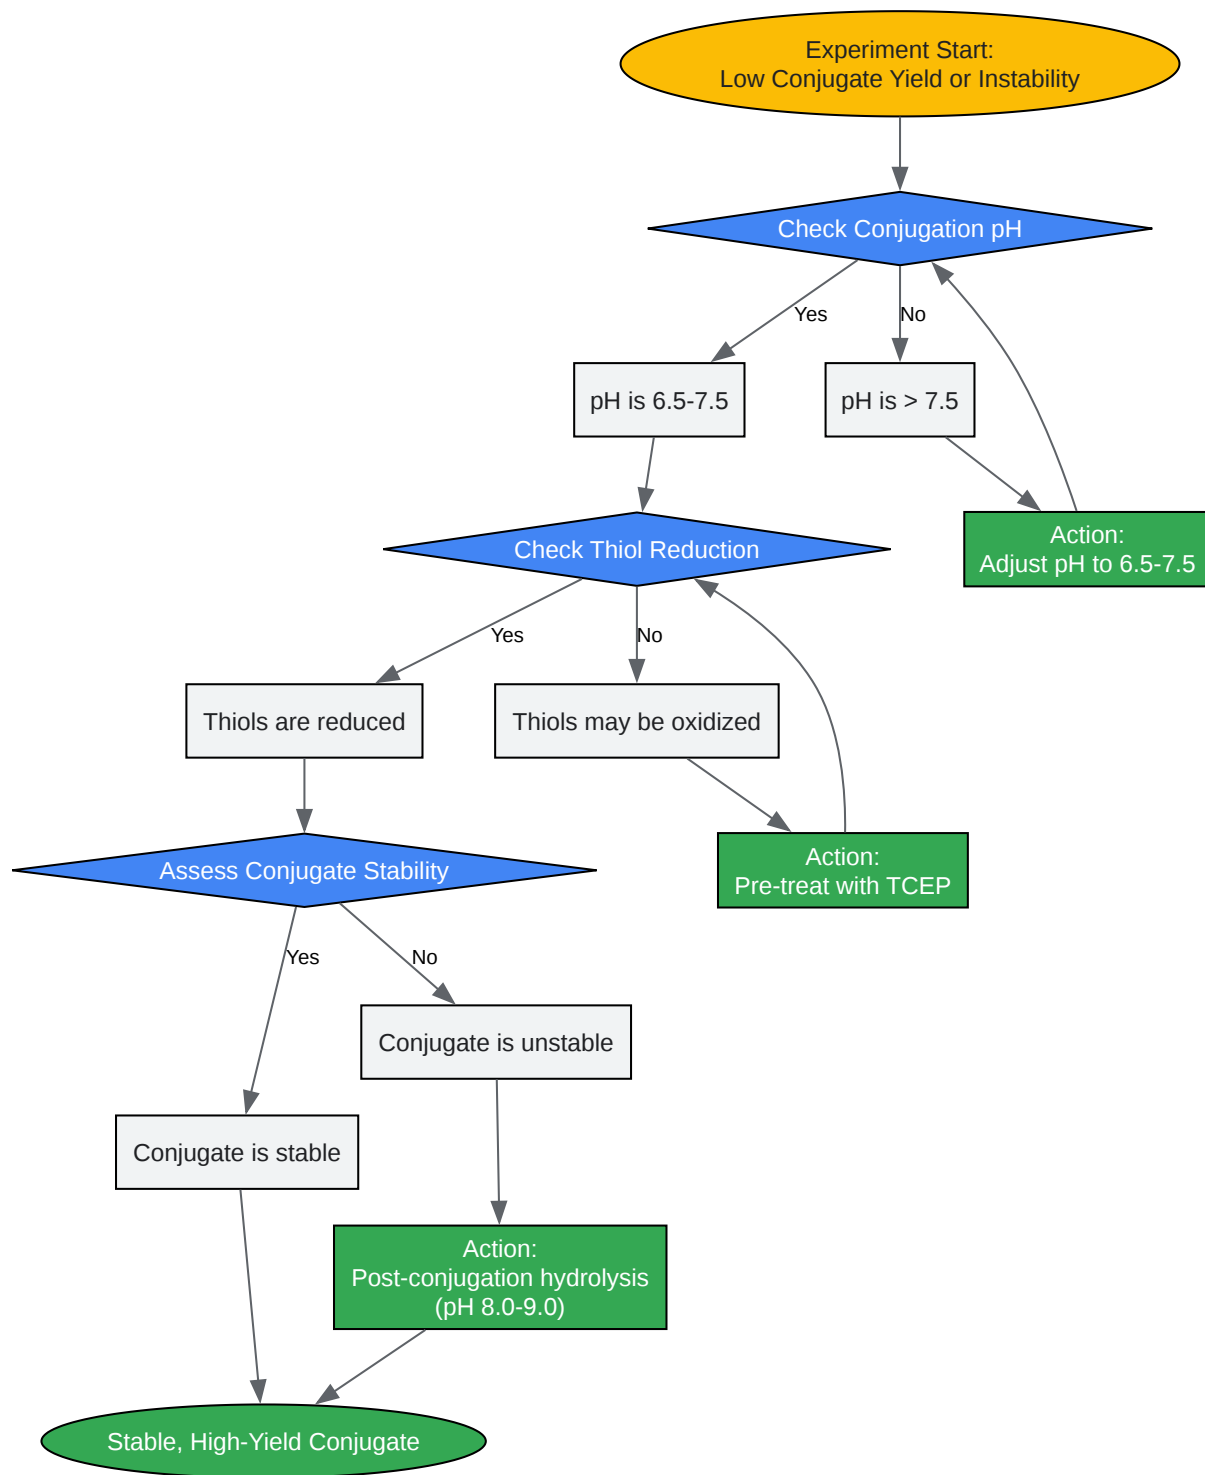 Experiment Start:
Low Conjugate Yield or Instability
Check Conjugation pH
Yes
No
pH is 6.5-7.5
pH is > 7.5
Check Thiol Reduction
Action:
Adjust pH to 6.5-7.5
Yes
No
Thiols are reduced
Thiols may be oxidized
Assess Conjugate Stability
Action:
Pre-treat with TCEP
Yes
No
Conjugate is unstable
Conjugate is stable
Action:
Post-conjugation hydrolysis
(pH 8.0-9.0)
Stable, High-Yield Conjugate